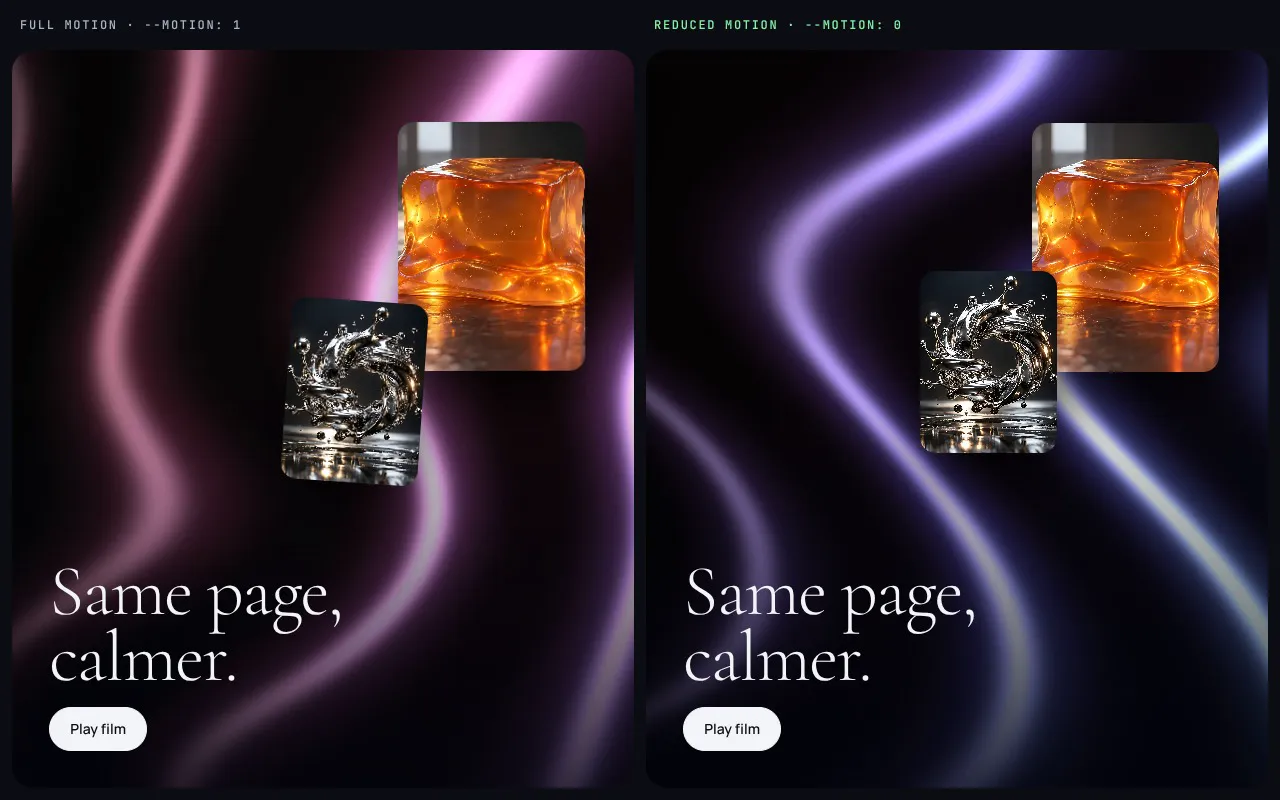 FULL MOTION · --MOTION: 1
REDUCED MOTION · --MOTION: 0
Same page,
calmer.
Play film
Same page,
calmer.
Play film